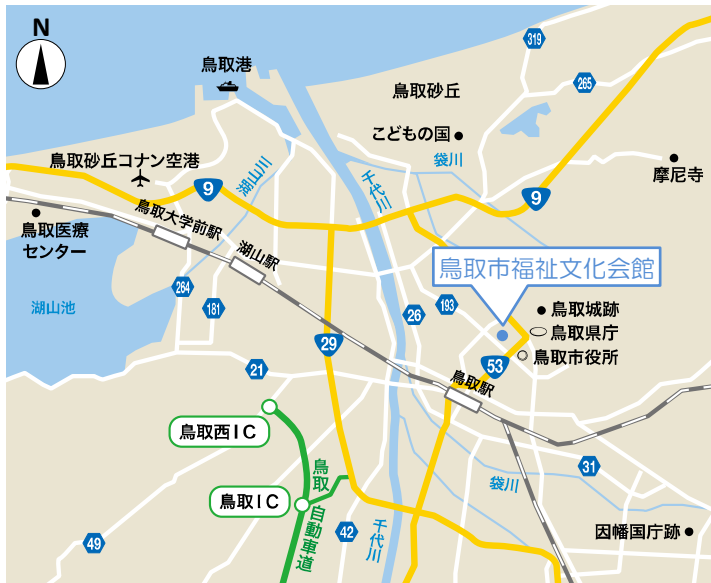 N
鳥取港
319
265
鳥取砂丘
こどもの国
袋川
摩尼寺
鳥取砂丘コナン空港
湖山川
千代川
9
9
鳥取医療
センター
鳥取大学前駅
湖山駅
鳥取市福祉文化会館
湖山池
264
181
193
26
鳥取城跡
鳥取県庁
鳥取市役所
29
53
21
鳥取駅
鳥取西IC
鳥取IC
鳥取
自動車道
31
袋川
42
千代川
49
因幡国庁跡